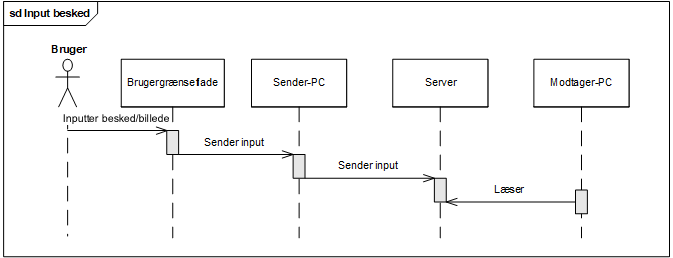 sd Input besked
Bruger
Brugergrænseflade
Sender-PC
Server
Modtager-PC
Inputter besked/billede
Sender input
Sender input
Læser